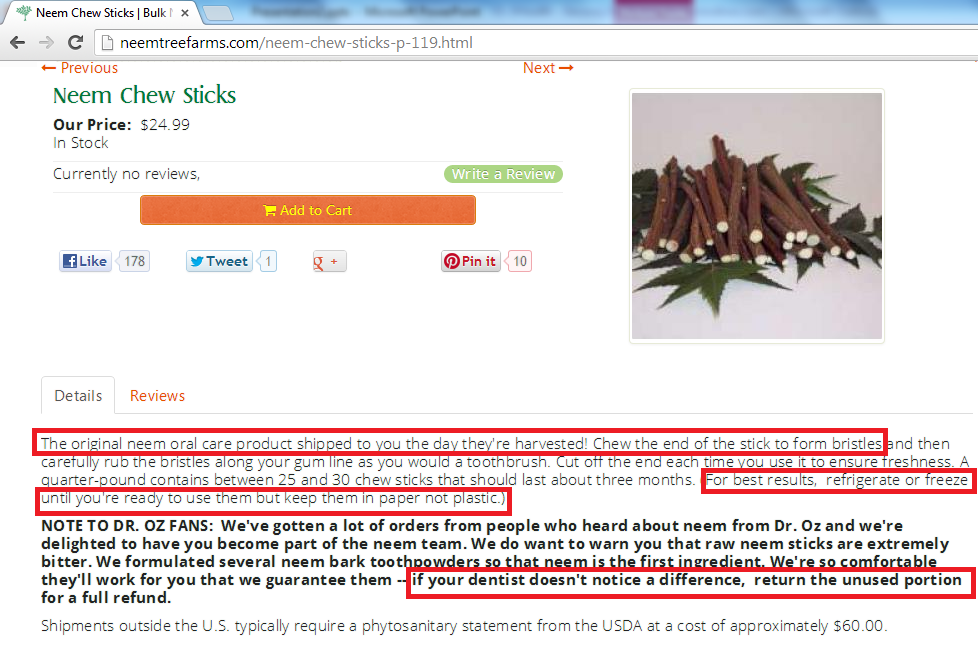 Neem Chew Sticks | Bulk
neemtreefarms.com/neem-chew-sticks-p-119.html
← Previous
Next →
Neem Chew Sticks
Our Price: $24.99
In Stock
Currently no reviews,
Write a Review
Add to Cart
Like 178
Tweet 1
g +
Pin it 10
Details
Reviews
The original neem oral care product shipped to you the day they're harvested! Chew the end of the stick to form bristles and then
carefully rub the bristles along your gum line as you would a toothbrush. Cut off the end each time you use it to ensure freshness. A
quarter-pound contains between 25 and 30 chew sticks that should last about three months. (For best results, refrigerate or freeze
until you're ready to use them but keep them in paper not plastic.)
NOTE TO DR. OZ FANS: We've gotten a lot of orders from people who heard about neem from Dr. Oz and we're
delighted to have you become part of the neem team. We do want to warn you that raw neem sticks are extremely
bitter. We formulated several neem bark toothpowders so that neem is the first ingredient. We're so comfortable
they'll work for you that we guarantee them -- if your dentist doesn't notice a difference, return the unused portion
for a full refund.
Shipments outside the U.S. typically require a phytosanitary statement from the USDA at a cost of approximately $60.00.